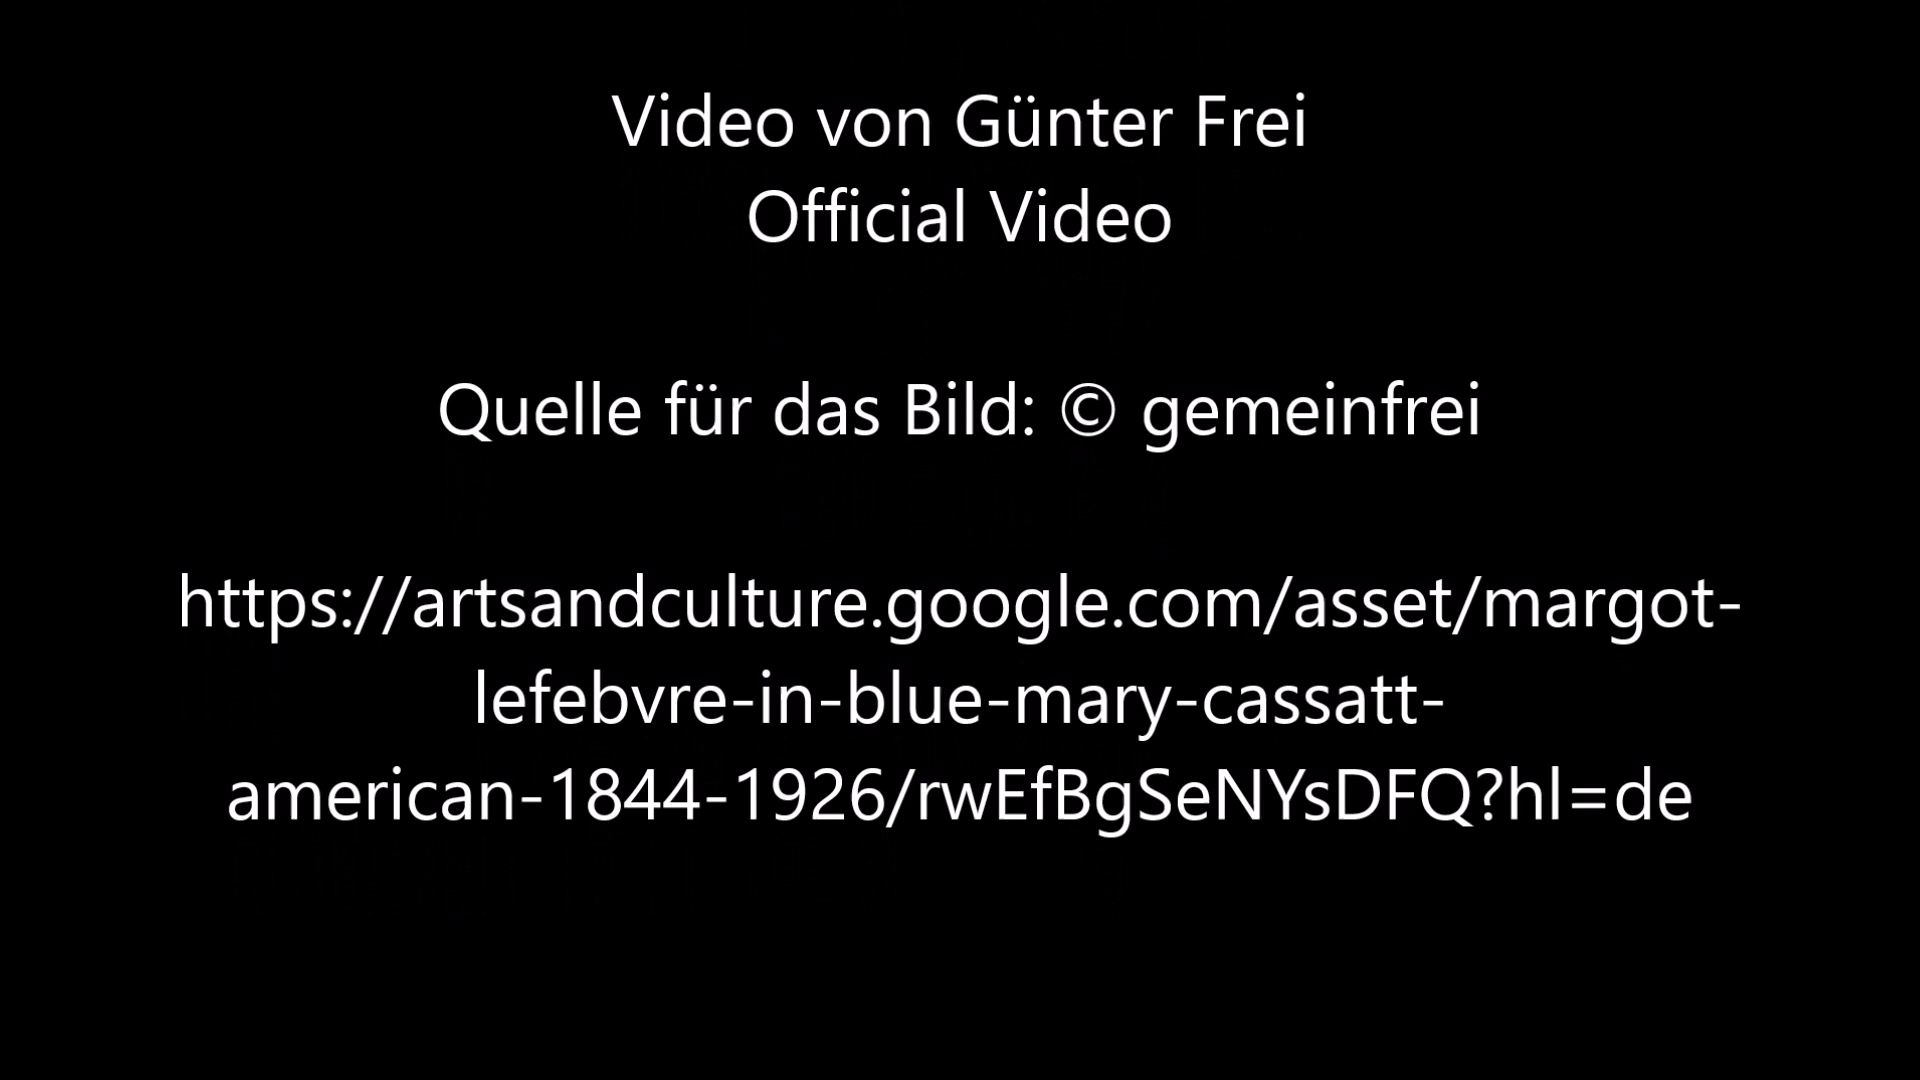 Video von Günter Frei
Official Video
Quelle für das Bild: © gemeinfrei
https://artsandculture.google.com/asset/margot-
lefebvre-in-blue-mary-cassatt-
american-1844-1926/rwEfBgSeNYsDFQ?hl=de